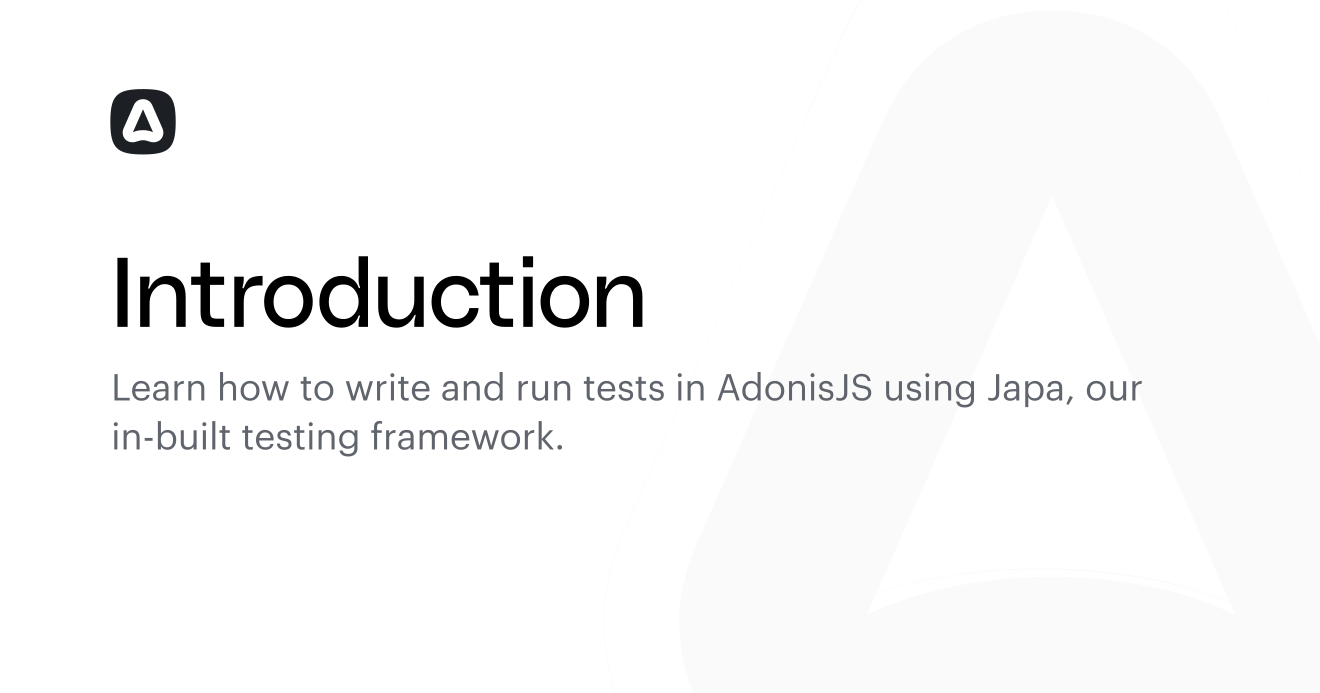 Introduction
Learn how to write and run tests in AdonisJS using Japa, our
in-built testing framework.